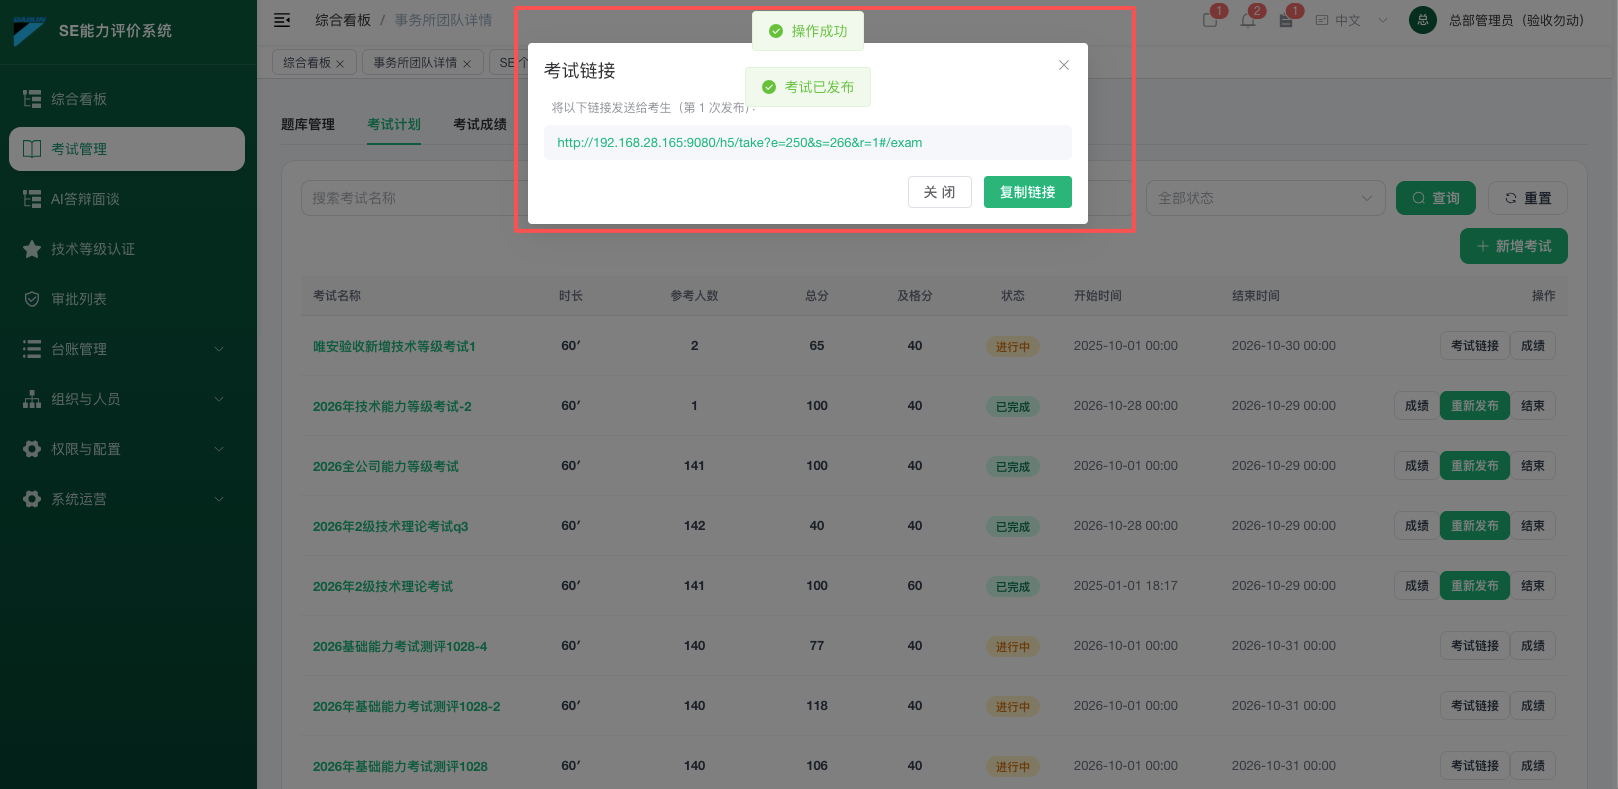 DAIKIN
SE能力评价系统
综合看板 / 事务所团队详情
1
2
1
中文
总
总部管理员（验收勿动）
操作成功
考试已发布
综合看板
事务所团队详情
SE个
考试链接
将以下链接发送给考生（第 1 次发布）：
http://192.168.28.165:9080/h5/take?e=250&s=266&r=1#/exam
关 闭
复制链接
综合看板
考试管理
AI答辩面谈
技术等级认证
审批列表
台账管理
组织与人员
权限与配置
系统运营
题库管理 考试计划 考试成绩
搜索考试名称
全部状态
查询
重置
新增考试
考试名称 时长 参考人数 总分 及格分 状态 开始时间 结束时间 操作
唯安验收新增技术等级考试1 60′ 2 65 40 进行中 2025-10-01 00:00 2026-10-30 00:00 考试链接 成绩
2026年技术能力等级考试-2 60′ 1 100 40 已完成 2026-10-28 00:00 2026-10-29 00:00 成绩 重新发布 结束
2026全公司能力等级考试 60′ 141 100 40 已完成 2026-10-01 00:00 2026-10-29 00:00 成绩 重新发布 结束
2026年2级技术理论考试q3 60′ 142 40 40 已完成 2026-10-28 00:00 2026-10-29 00:00 成绩 重新发布 结束
2026年2级技术理论考试 60′ 141 100 60 已完成 2025-01-01 18:17 2026-10-29 00:00 成绩 重新发布 结束
2026基础能力考试测评1028-4 60′ 140 77 40 进行中 2026-10-01 00:00 2026-10-31 00:00 考试链接 成绩
2026年基础能力考试测评1028-2 60′ 140 118 40 进行中 2026-10-01 00:00 2026-10-31 00:00 考试链接 成绩
2026年基础能力考试测评1028 60′ 140 106 40 进行中 2026-10-01 00:00 2026-10-31 00:00 考试链接 成绩